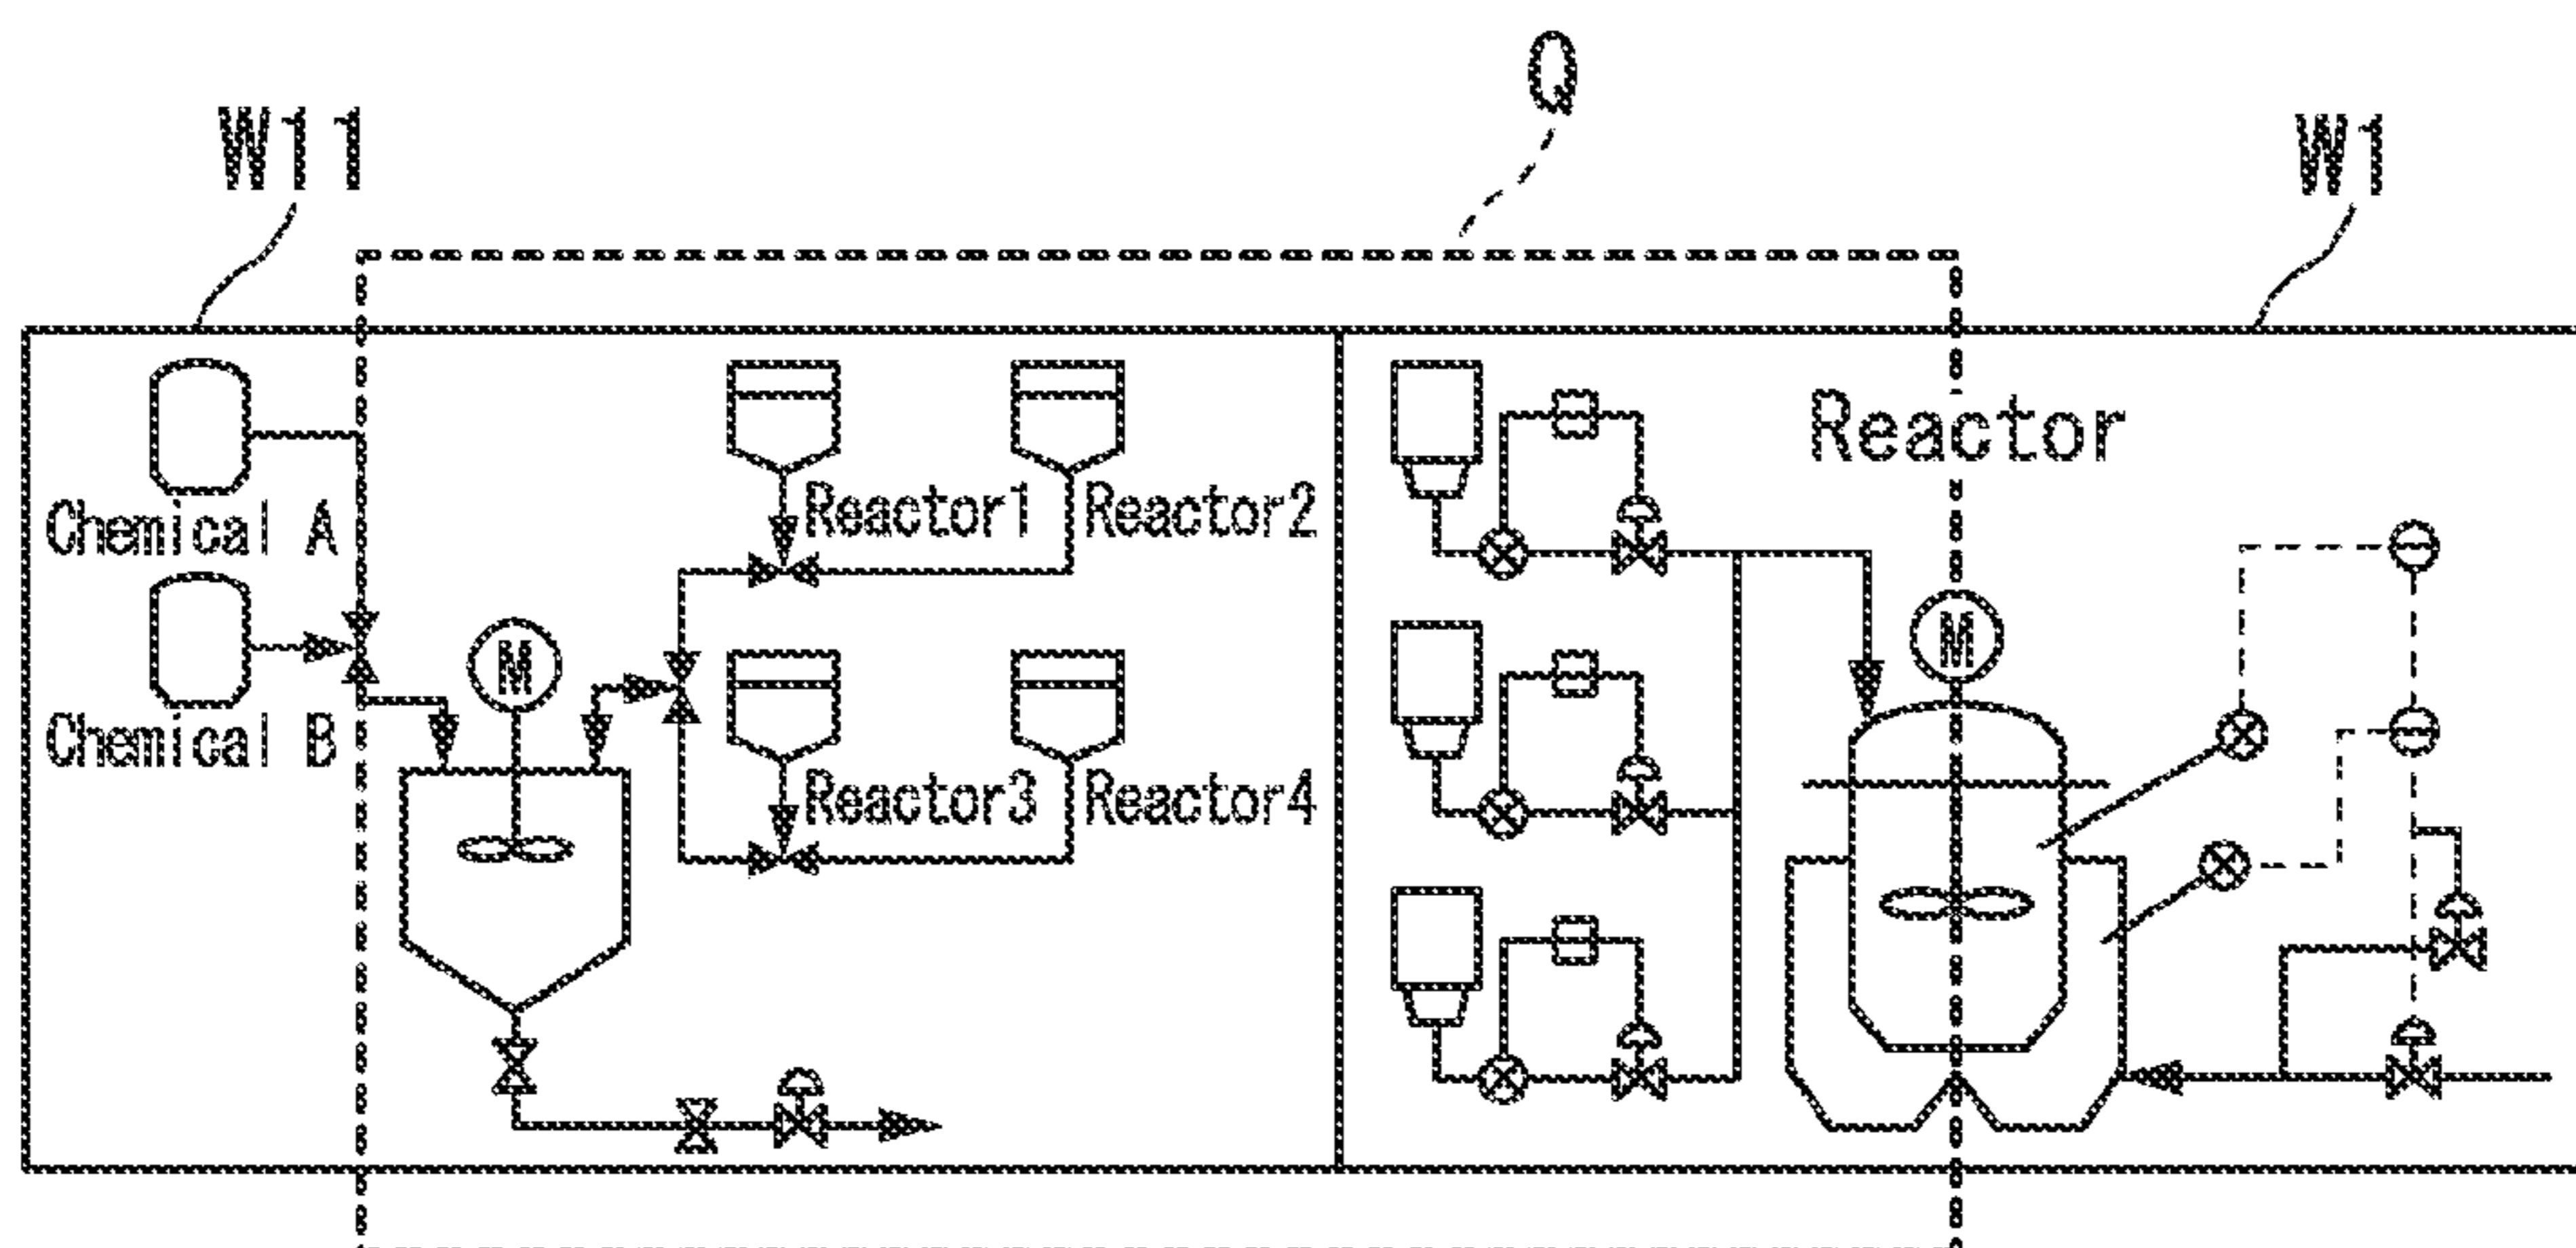 Q
W11
W1
Reactor
Chemical A
Reactor1
Reactor2
M
M
Chemical B
Reactor3
Reactor4